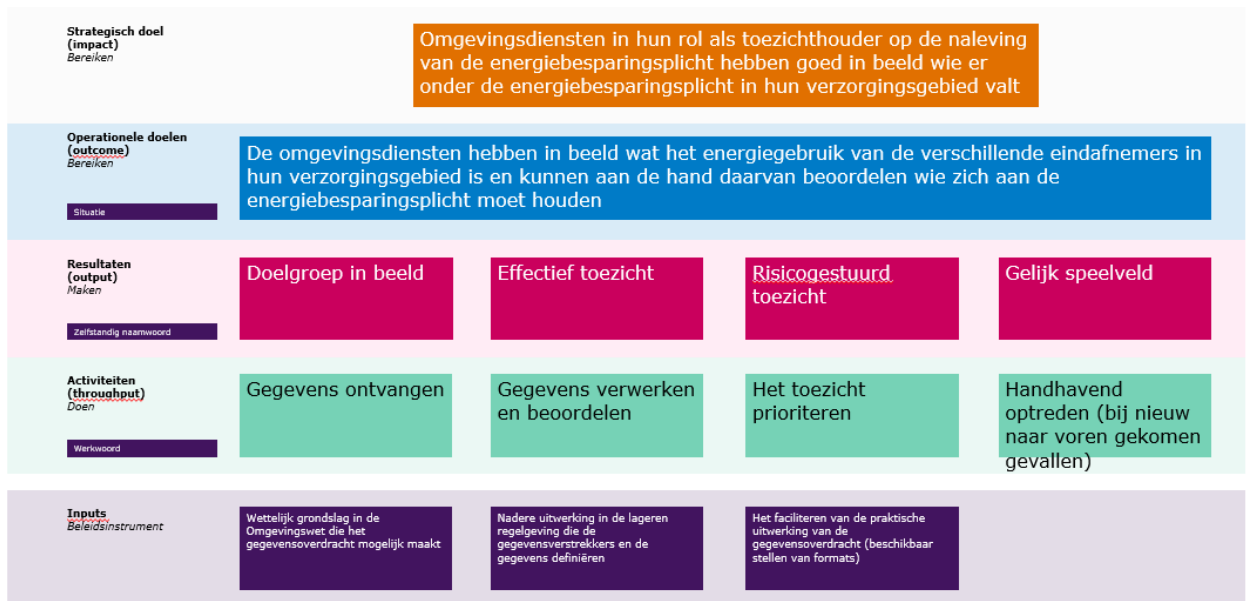 Strategisch doel
(impact)
Bereiken
Omgevingsdiensten in hun rol als toezichthouder op de naleving
van de energiebesparingsplicht hebben goed in beeld wie er
onder de energiebesparingsplicht in hun verzorgingsgebied valt
Operationele doelen
(outcome)
Bereiken
Situatie
De omgevingsdiensten hebben in beeld wat het energiegebruik van de verschillende eindafnemers in
hun verzorgingsgebied is en kunnen aan de hand daarvan beoordelen wie zich aan de
energiebesparingsplicht moet houden
Resultaten
(output)
Maken
Zelfstandig naamwoord
Doelgroep in beeld
Effectief toezicht
Risicogestuurd
toezicht
Gelijk speelveld
Activiteiten
(throughput)
Doen
Werkwoord
Gegevens ontvangen
Gegevens verwerken
en beoordelen
Het toezicht
prioriteren
Handhavend
optreden (bij nieuw
naar voren gekomen
gevallen)
Inputs
Beleidsinstrument
Wettelijk grondslag in de
Omgevingswet die het
gegevensoverdracht mogelijk maakt
Nadere uitwerking in de lageren
regelgeving die de
gegevensverstrekkers en de
gegevens definiëren
Het faciliteren van de praktische
uitwerking van de
gegevensoverdracht (beschikbaar
stellen van formats)